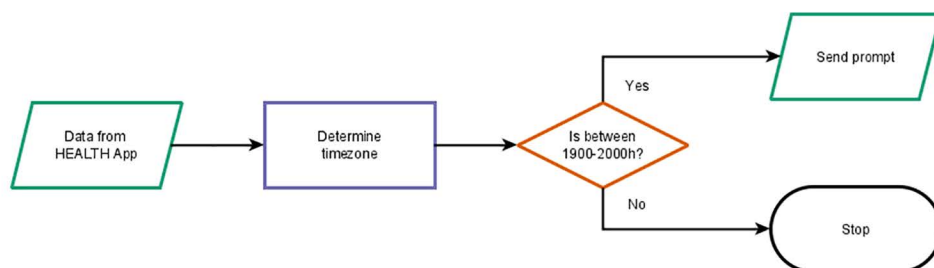 Data from
HEALTH App
Determine
timezone
Is between
1900-2000h?
Yes
Send prompt
No
Stop